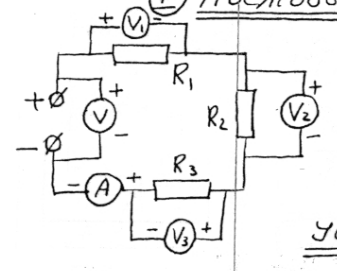 + V₁ -
R₁
+
+
V
-
-
R₂
+
V₂
-
- A +
R₃
- V₃ +